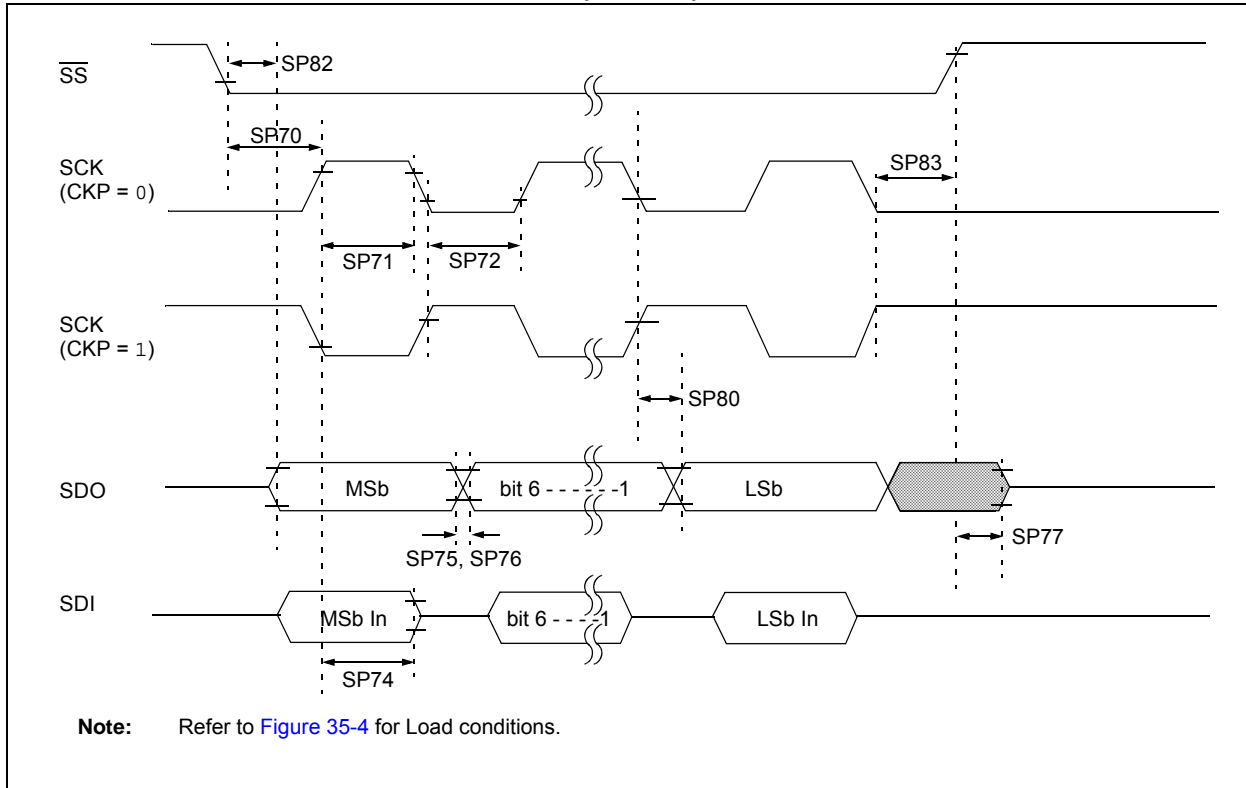 SS
SP82
SP70
SCK
(CKP = 0)
SP83
SP71
SP72
SCK
(CKP = 1)
SP80
SDO
MSb
bit 6 - - - - - - -1
LSb
SP75, SP76
SP77
SDI
MSb In
bit 6 - - - -1
LSb In
SP74
Note: Refer to Figure 35-4 for Load conditions.